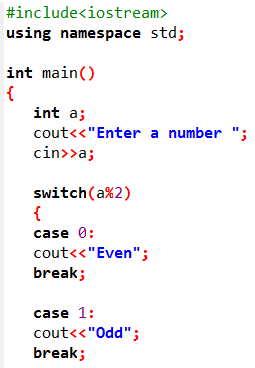 #include<iostream>
using namespace std;
int main()
{
int a;
cout<<"Enter a number ";
cin>>a;
switch(a%2)
{
case 0:
cout<<"Even";
break;
case 1:
cout<<"Odd";
break;